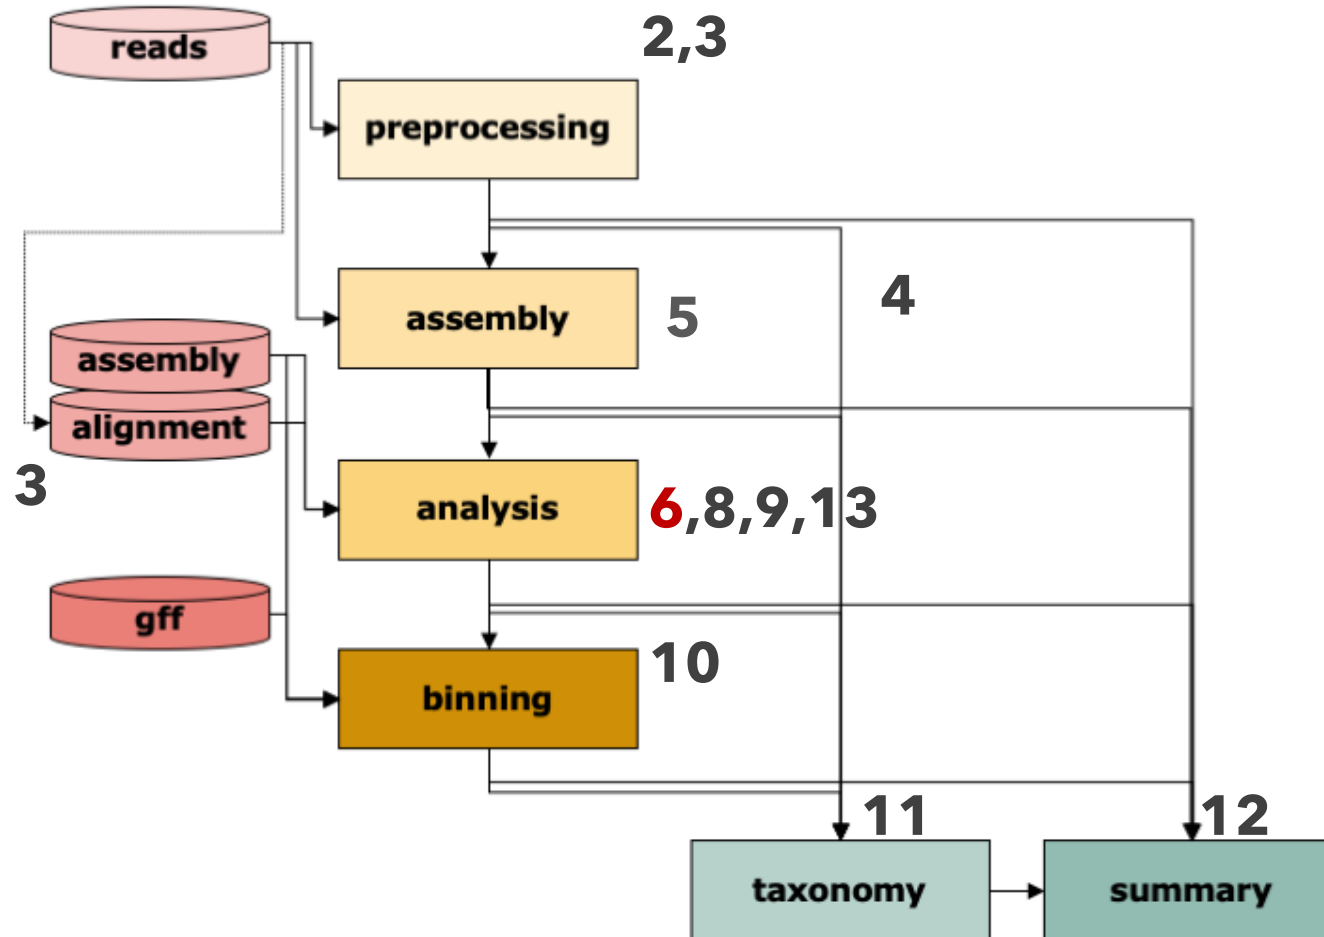 reads
2,3
preprocessing
4
assembly
5
assembly
alignment
3
analysis
6,8,9,13
gff
10
binning
11
12
taxonomy
summary